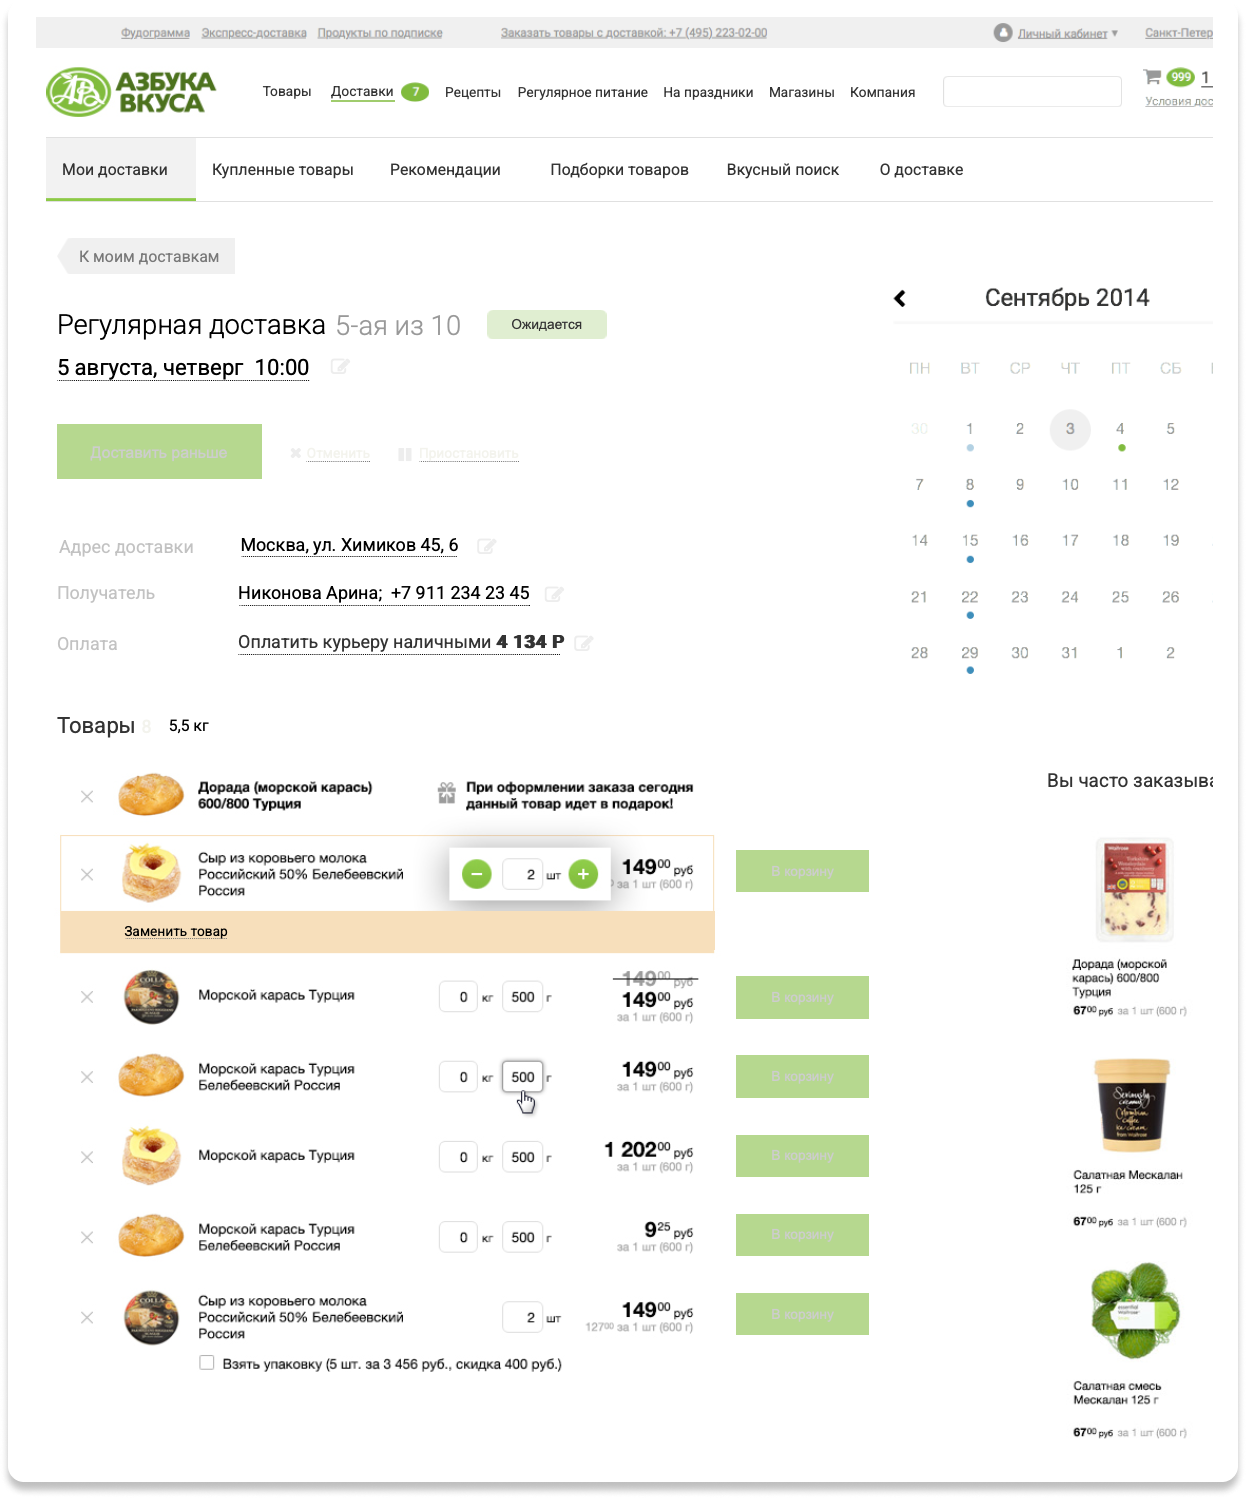 Фудограмма Экспресс-доставка Продукты по подписке Заказать товары с доставкой: +7 (495) 223-02-00 Личный кабинет ▼ Санкт-Петер
АЗБУКА
ВКУСА
Товары Доставки 7 Рецепты Регулярное питание На праздники Магазины Компания
999 1
Условия дос
Мои доставки Купленные товары Рекомендации Подборки товаров Вкусный поиск О доставке
К моим доставкам
Регулярная доставка 5-ая из 10 Ожидается
5 августа, четверг 10:00
Доставить раньше Отменить Приостановить
Адрес доставки Москва, ул. Химиков 45, 6
Получатель Никонова Арина; +7 911 234 23 45
Оплата Оплатить курьеру наличными 4 134 Р
Сентябрь 2014
ПН ВТ СР ЧТ ПТ СБ
30 1 2 3 4 5
7 8 9 10 11 12
14 15 16 17 18 19
21 22 23 24 25 26
28 29 30 31 1 2
Товары 8 5,5 кг
Дорада (морской карась)
600/800 Турция
При оформлении заказа сегодня
данный товар идет в подарок!
Сыр из коровьего молока
Российский 50% Белебеевский
Россия
− 2 шт +
149 00 руб
за 1 шт (600 г)
В корзину
Заменить товар
Морской карась Турция
0 кг 500 г
149 00 руб
149 00 руб
за 1 шт (600 г)
В корзину
Морской карась Турция
Белебеевский Россия
0 кг 500 г
149 00 руб
за 1 шт (600 г)
В корзину
Морской карась Турция
0 кг 500 г
1 202 00 руб
за 1 шт (600 г)
В корзину
Морской карась Турция
Белебеевский Россия
0 кг 500 г
9 25 руб
за 1 шт (600 г)
В корзину
Сыр из коровьего молока
Российский 50% Белебеевский
Россия
2 шт
149 00 руб
127 00 за 1 шт (600 г)
В корзину
Взять упаковку (5 шт. за 3 456 руб., скидка 400 руб.)
Вы часто заказыва
Дорада (морской
карась) 600/800
Турция
67 00 руб за 1 шт (600 г)
Салатная Мескалан
125 г
67 00 руб за 1 шт (600 г)
Салатная смесь
Мескалан 125 г
67 00 руб за 1 шт (600 г)